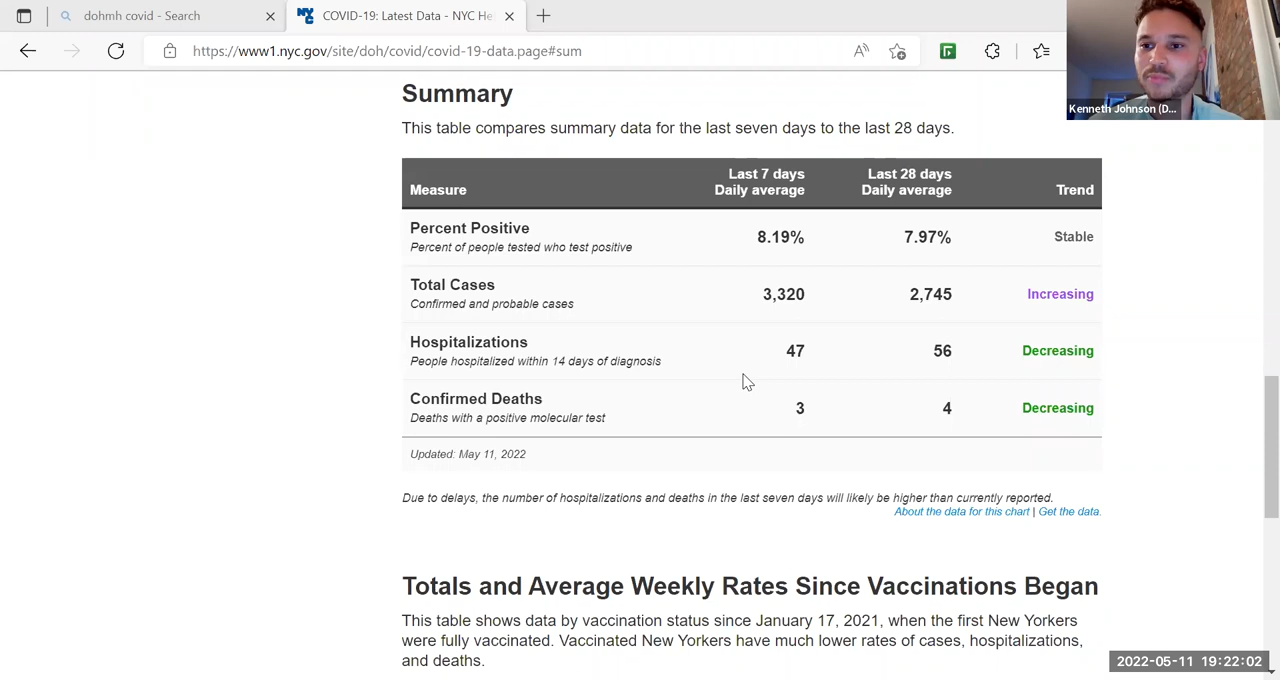 dohmh covid - Search
COVID-19: Latest Data - NYC He
https://www1.nyc.gov/site/doh/covid/covid-19-data.page#sum
Kenneth Johnson (D...
Summary
This table compares summary data for the last seven days to the last 28 days.
Measure
Last 7 days
Daily average
Last 28 days
Daily average
Trend
Percent Positive
Percent of people tested who test positive
8.19%
7.97%
Stable
Total Cases
Confirmed and probable cases
3,320
2,745
Increasing
Hospitalizations
People hospitalized within 14 days of diagnosis
47
56
Decreasing
Confirmed Deaths
Deaths with a positive molecular test
3
4
Decreasing
Updated: May 11, 2022
Due to delays, the number of hospitalizations and deaths in the last seven days will likely be higher than currently reported.
About the data for this chart | Get the data.
Totals and Average Weekly Rates Since Vaccinations Began
This table shows data by vaccination status since January 17, 2021, when the first New Yorkers
were fully vaccinated. Vaccinated New Yorkers have much lower rates of cases, hospitalizations,
and deaths.
2022-05-11 19:22:02